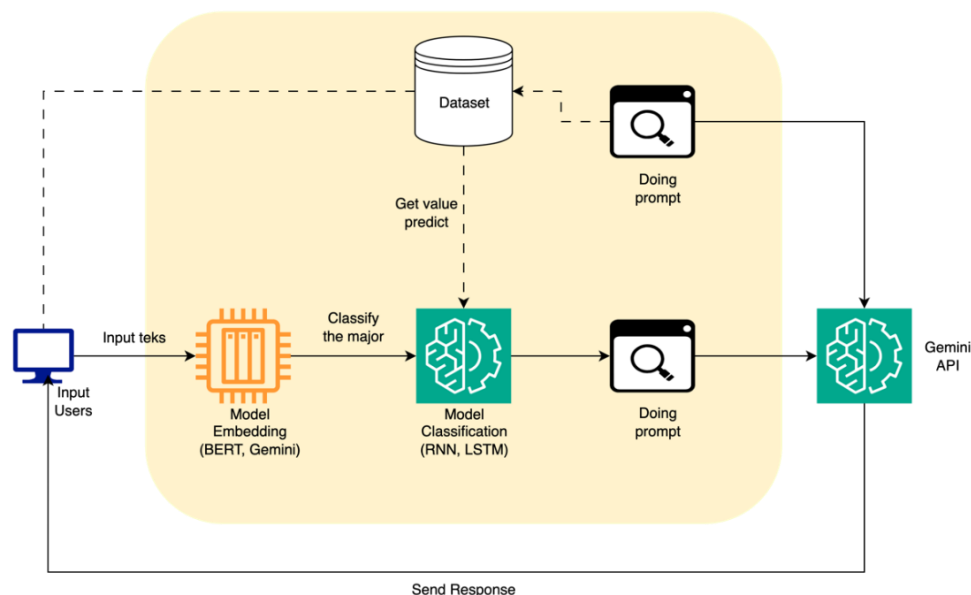 Dataset
Doing
prompt
Get value
predict
Input teks
Classify
the major
Gemini
API
Input
Users
Model
Embedding
(BERT, Gemini)
Model
Classification
(RNN, LSTM)
Doing
prompt
Send Response